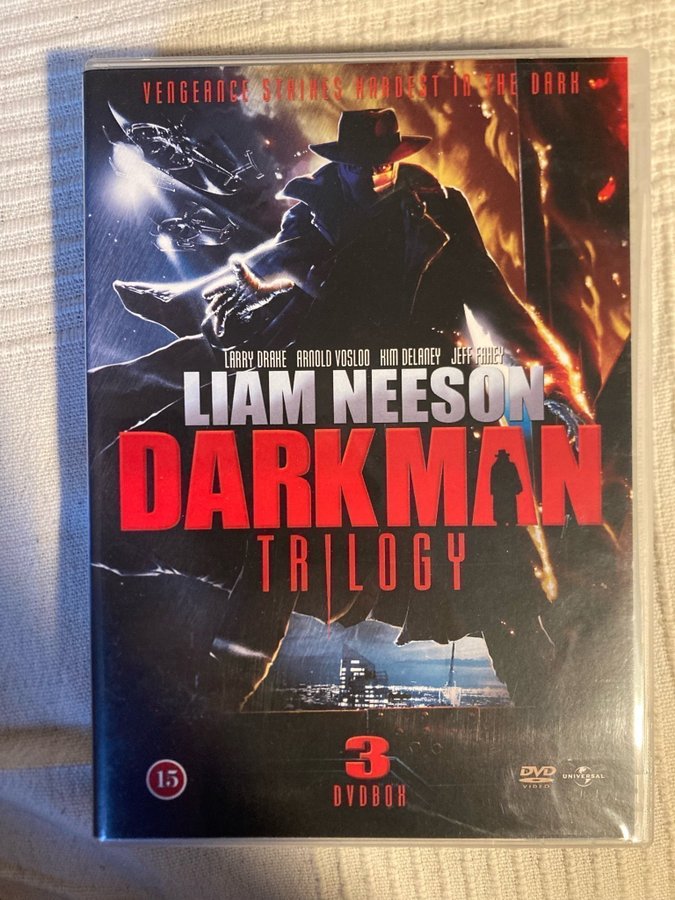 VENGEANCE STRIKES HARDEST IN THE DARK
LARRY DRAKE ARNOLD VOSLOO KIM DELANEY JEFF FAHEY
LIAM NEESON
DARKMAN
TRILOGY
3
DVDBOX
15
DVD
VIDEO
UNIVERSAL